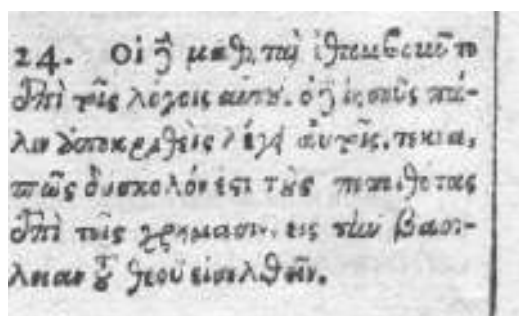 24. Οἱ δὲ μαθηταὶ ἐθαμβοῦντο
ἐπὶ τοῖς λόγοις αὐτοῦ. ὁ δὲ ἰησοῦς πά-
λιν ἀποκριθεὶς λέγει αὐτοῖς, τέκνα,
πῶς δύσκολόν ἐστι τοὺς πεποιθότας
ἐπὶ τοῖς χρήμασιν, εἰς τὴν βασι-
λείαν τοῦ θεοῦ εἰσελθεῖν.